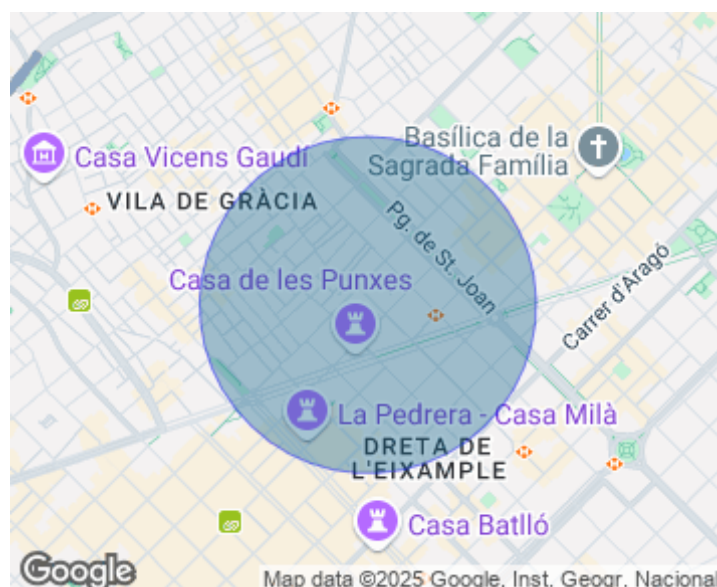 Basílica de la
Sagrada Família
Casa Vicens Gaudí
VILA DE GRÀCIA
Pg. de St. Joan
Casa de les Punxes
Carrer d'Aragó
La Pedrera - Casa Milà
DRETA DE
L'EIXAMPLE
Casa Batlló
Google
Map data ©2025 Google, Inst. Geogr. Nacional